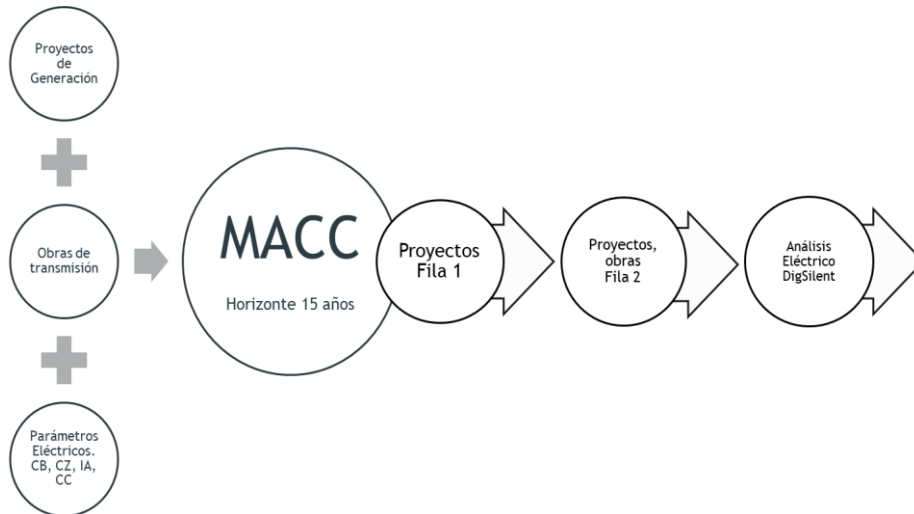 Proyectos
de
Generación
Obras de
transmisión
Parámetros
Eléctricos.
CB, CZ, IA,
CC
MACC
Horizonte 15 años
Proyectos
Fila 1
Proyectos,
obras
Fila 2
Análisis
Eléctrico
DigSilent